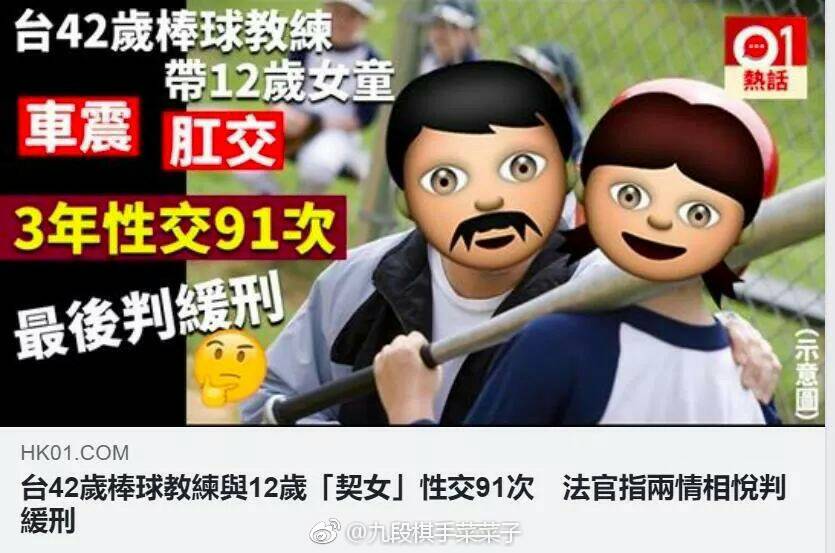 台42歲棒球教練
帶12歲女童
車震 肛交
3年性交91次
最後判緩刑
01
熱話
(示意圖)
HK01.COM
台42歲棒球教練與12歲「契女」性交91次 法官指兩情相悅判
緩刑
@九段棋手菜菜子